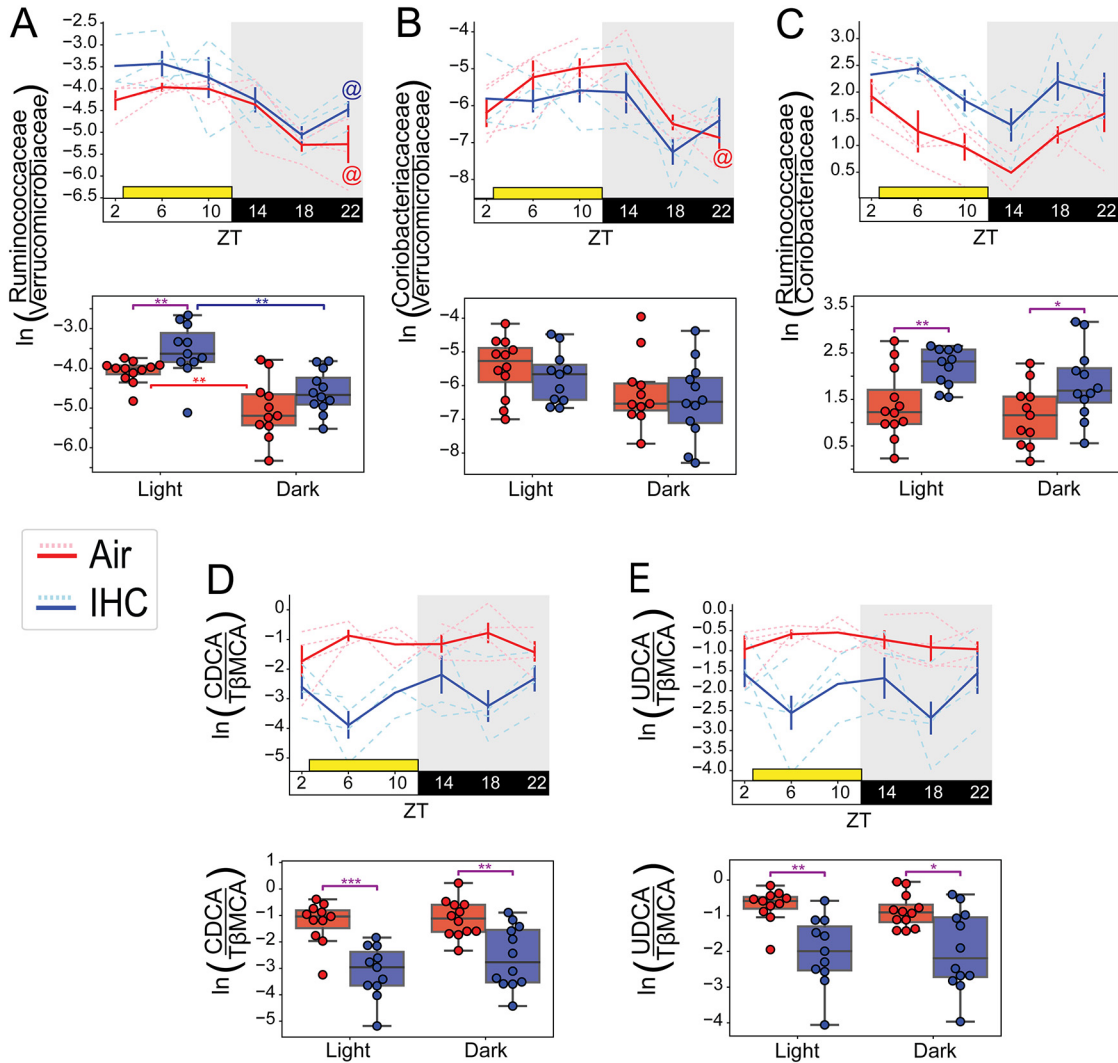 A
ln (Ruminococcaceae / Verrucomicrobiaceae)
−2.5
−3.0
−3.5
−4.0
−4.5
−5.0
−5.5
−6.0
−6.5
@
@
2 6 10 14 18 22
ZT
B
ln (Coriobacteriacaceae / Verrucomicrobiaceae)
−4
−5
−6
−7
−8
@
2 6 10 14 18 22
ZT
C
ln (Ruminococcaceae / Coriobacteriaceae)
3.0
2.5
2.0
1.5
1.0
0.5
2 6 10 14 18 22
ZT
−3.0
−4.0
−5.0
−6.0
** **
**
Light Dark
−4
−5
−6
−7
−8
Light Dark
3.5
2.5
1.5
0.5
** *
Light Dark
Air
IHC
D
ln (CDCA / TβMCA)
0
−1
−2
−3
−4
−5
2 6 10 14 18 22
ZT
E
ln (UDCA / TβMCA)
0.0
−0.5
−1.0
−1.5
−2.0
−2.5
−3.0
−3.5
−4.0
2 6 10 14 18 22
ZT
ln (CDCA / TβMCA)
1
0
−1
−2
−3
−4
−5
*** **
Light Dark
ln (UDCA / TβMCA)
0
−1
−2
−3
−4
** *
Light Dark